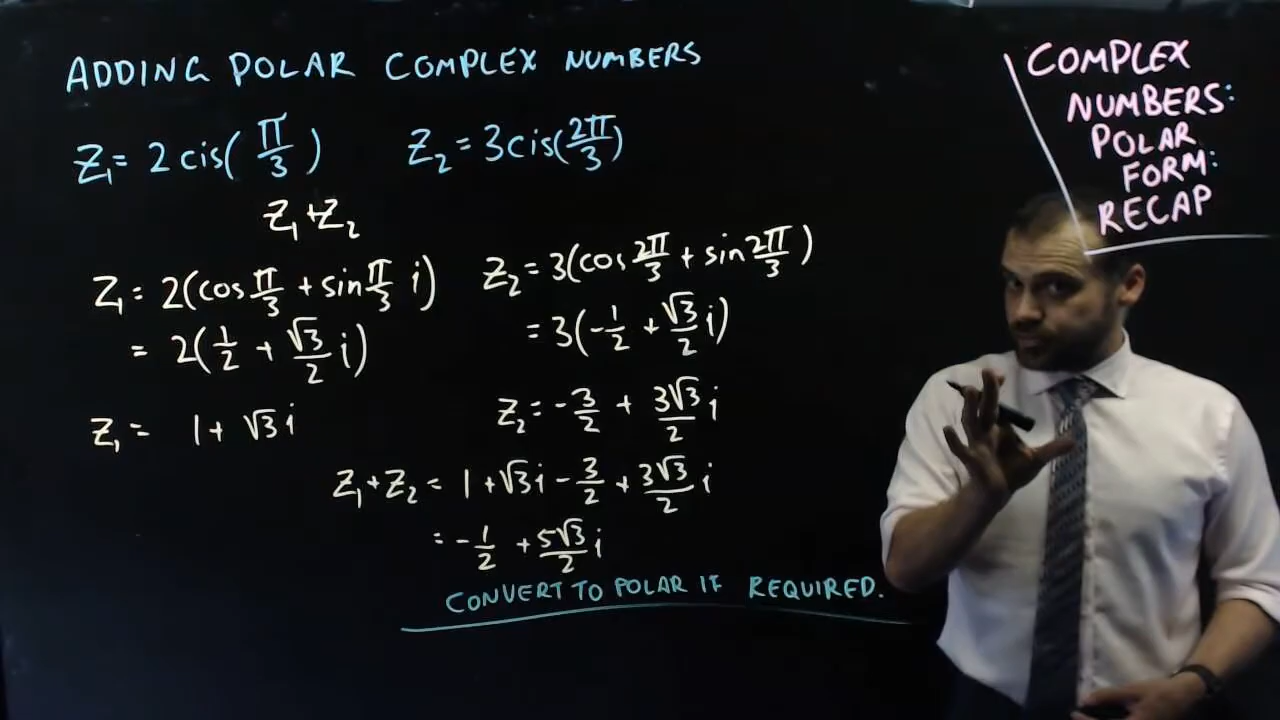 ADDING POLAR COMPLEX NUMBERS
COMPLEX
NUMBERS:
POLAR
FORM:
RECAP
Z₁ = 2 cis(π/3) Z₂ = 3cis(2π/3)
Z₁+Z₂
Z₁ = 2(cos π/3 + sin π/3 i) Z₂ = 3(cos 2π/3 + sin 2π/3)
= 2(1/2 + √3/2 i) = 3(-1/2 + √3/2 i)
Z₁ = 1 + √3 i Z₂ = -3/2 + 3√3/2 i
Z₁+Z₂ = 1+√3i - 3/2 + 3√3/2 i
= -1/2 + 5√3/2 i
CONVERT TO POLAR IF REQUIRED.